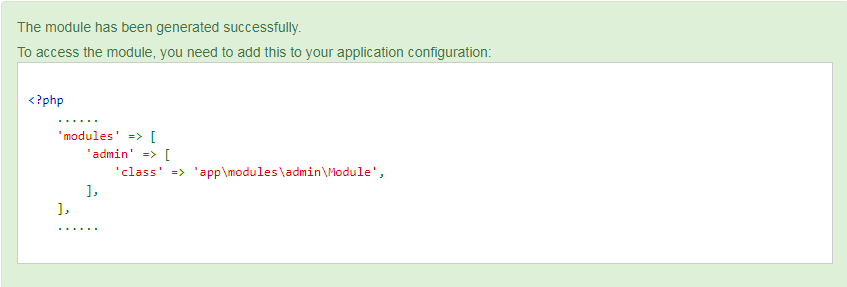 The module has been generated successfully.
To access the module, you need to add this to your application configuration:
<?php
    ......
    'modules' => [
        'admin' => [
            'class' => 'app\modules\admin\Module',
        ],
    ],
    ......